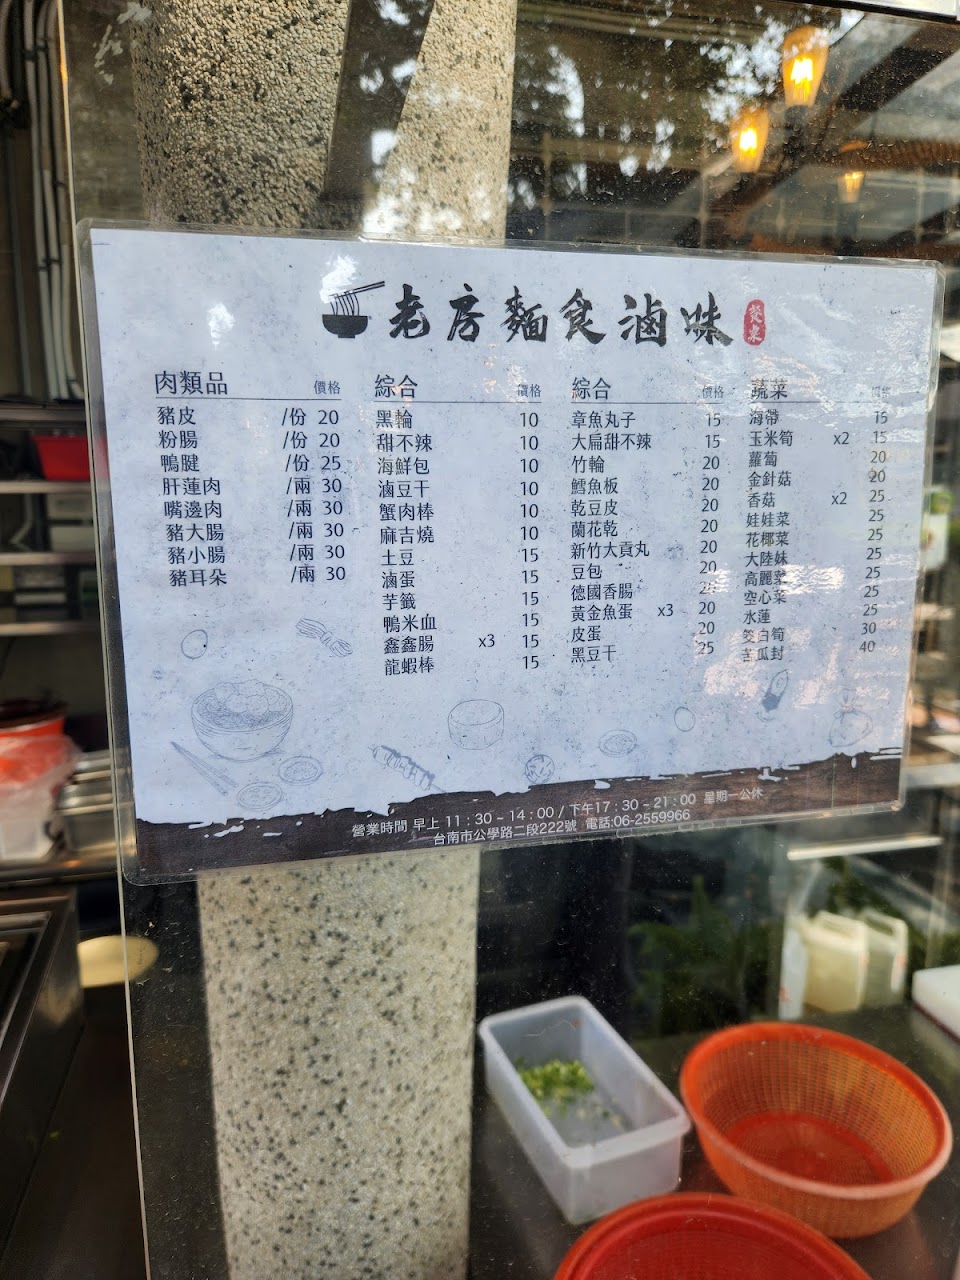 老房麵食滷味
肉類品 價格
豬皮 /份 20
粉腸 /份 20
鴨腱 /份 25
肝蓮肉 /兩 30
嘴邊肉 /兩 30
豬大腸 /兩 30
豬小腸 /兩 30
豬耳朵 /兩 30
綜合 價格
黑輪 10
甜不辣 10
海鮮包 10
滷豆干 10
蟹肉棒 10
麻吉燒 10
土豆 15
滷蛋 15
芋籤 15
鴨米血 15
鑫鑫腸 x3 15
龍蝦棒 15
綜合 價格
章魚丸子 15
大扁甜不辣 15
竹輪 20
鱈魚板 20
乾豆皮 20
蘭花乾 20
新竹大貢丸 20
豆包 20
德國香腸 20
黃金魚蛋 x3 20
皮蛋 20
黑豆干 25
蔬菜 價格
海帶 15
玉米筍 x2 15
蘿蔔 20
金針菇 20
香菇 x2 25
娃娃菜 25
花椰菜 25
大陸妹 25
高麗菜 25
空心菜 25
水蓮 25
筊白筍 30
苦瓜封 40
營業時間 早上 11:30 ~ 14:00 / 下午17:30 ~ 21:00 星期一公休
台南市公學路二段222號 電話:06-2559966